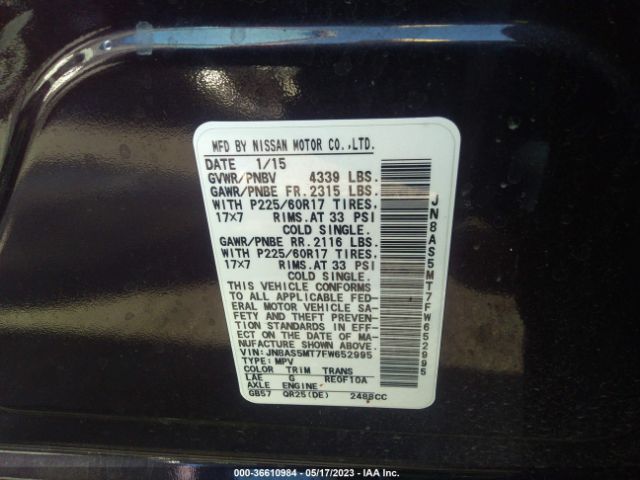 MFD BY NISSAN MOTOR CO.,LTD.
DATE 1/15
GVWR/PNBV 4339 LBS.
GAWR/PNBE FR. 2315 LBS.
WITH P225/60R17 TIRES,
17x7 RIMS.AT 33 PSI
COLD SINGLE.
GAWR/PNBE RR. 2116 LBS.
WITH P225/60R17 TIRES,
17x7 RIMS.AT 33 PSI
COLD SINGLE.
THIS VEHICLE CONFORMS
TO ALL APPLICABLE FED-
ERAL MOTOR VEHICLE SA-
FETY AND THEFT PREVEN-
TION STANDARDS IN EFF-
ECT ON THE DATE OF MA-
NUFACTURE SHOWN ABOVE.
VIN: JN8AS5MT7FW652995
TYPE: MPV
COLOR TRIM TRANS
LAE G RE0F10A
AXLE ENGINE
GB57 QR25(DE) 2488CC
JN8AS5MT7FW652995
000-36610984 - 05/17/2023 - IAA Inc.